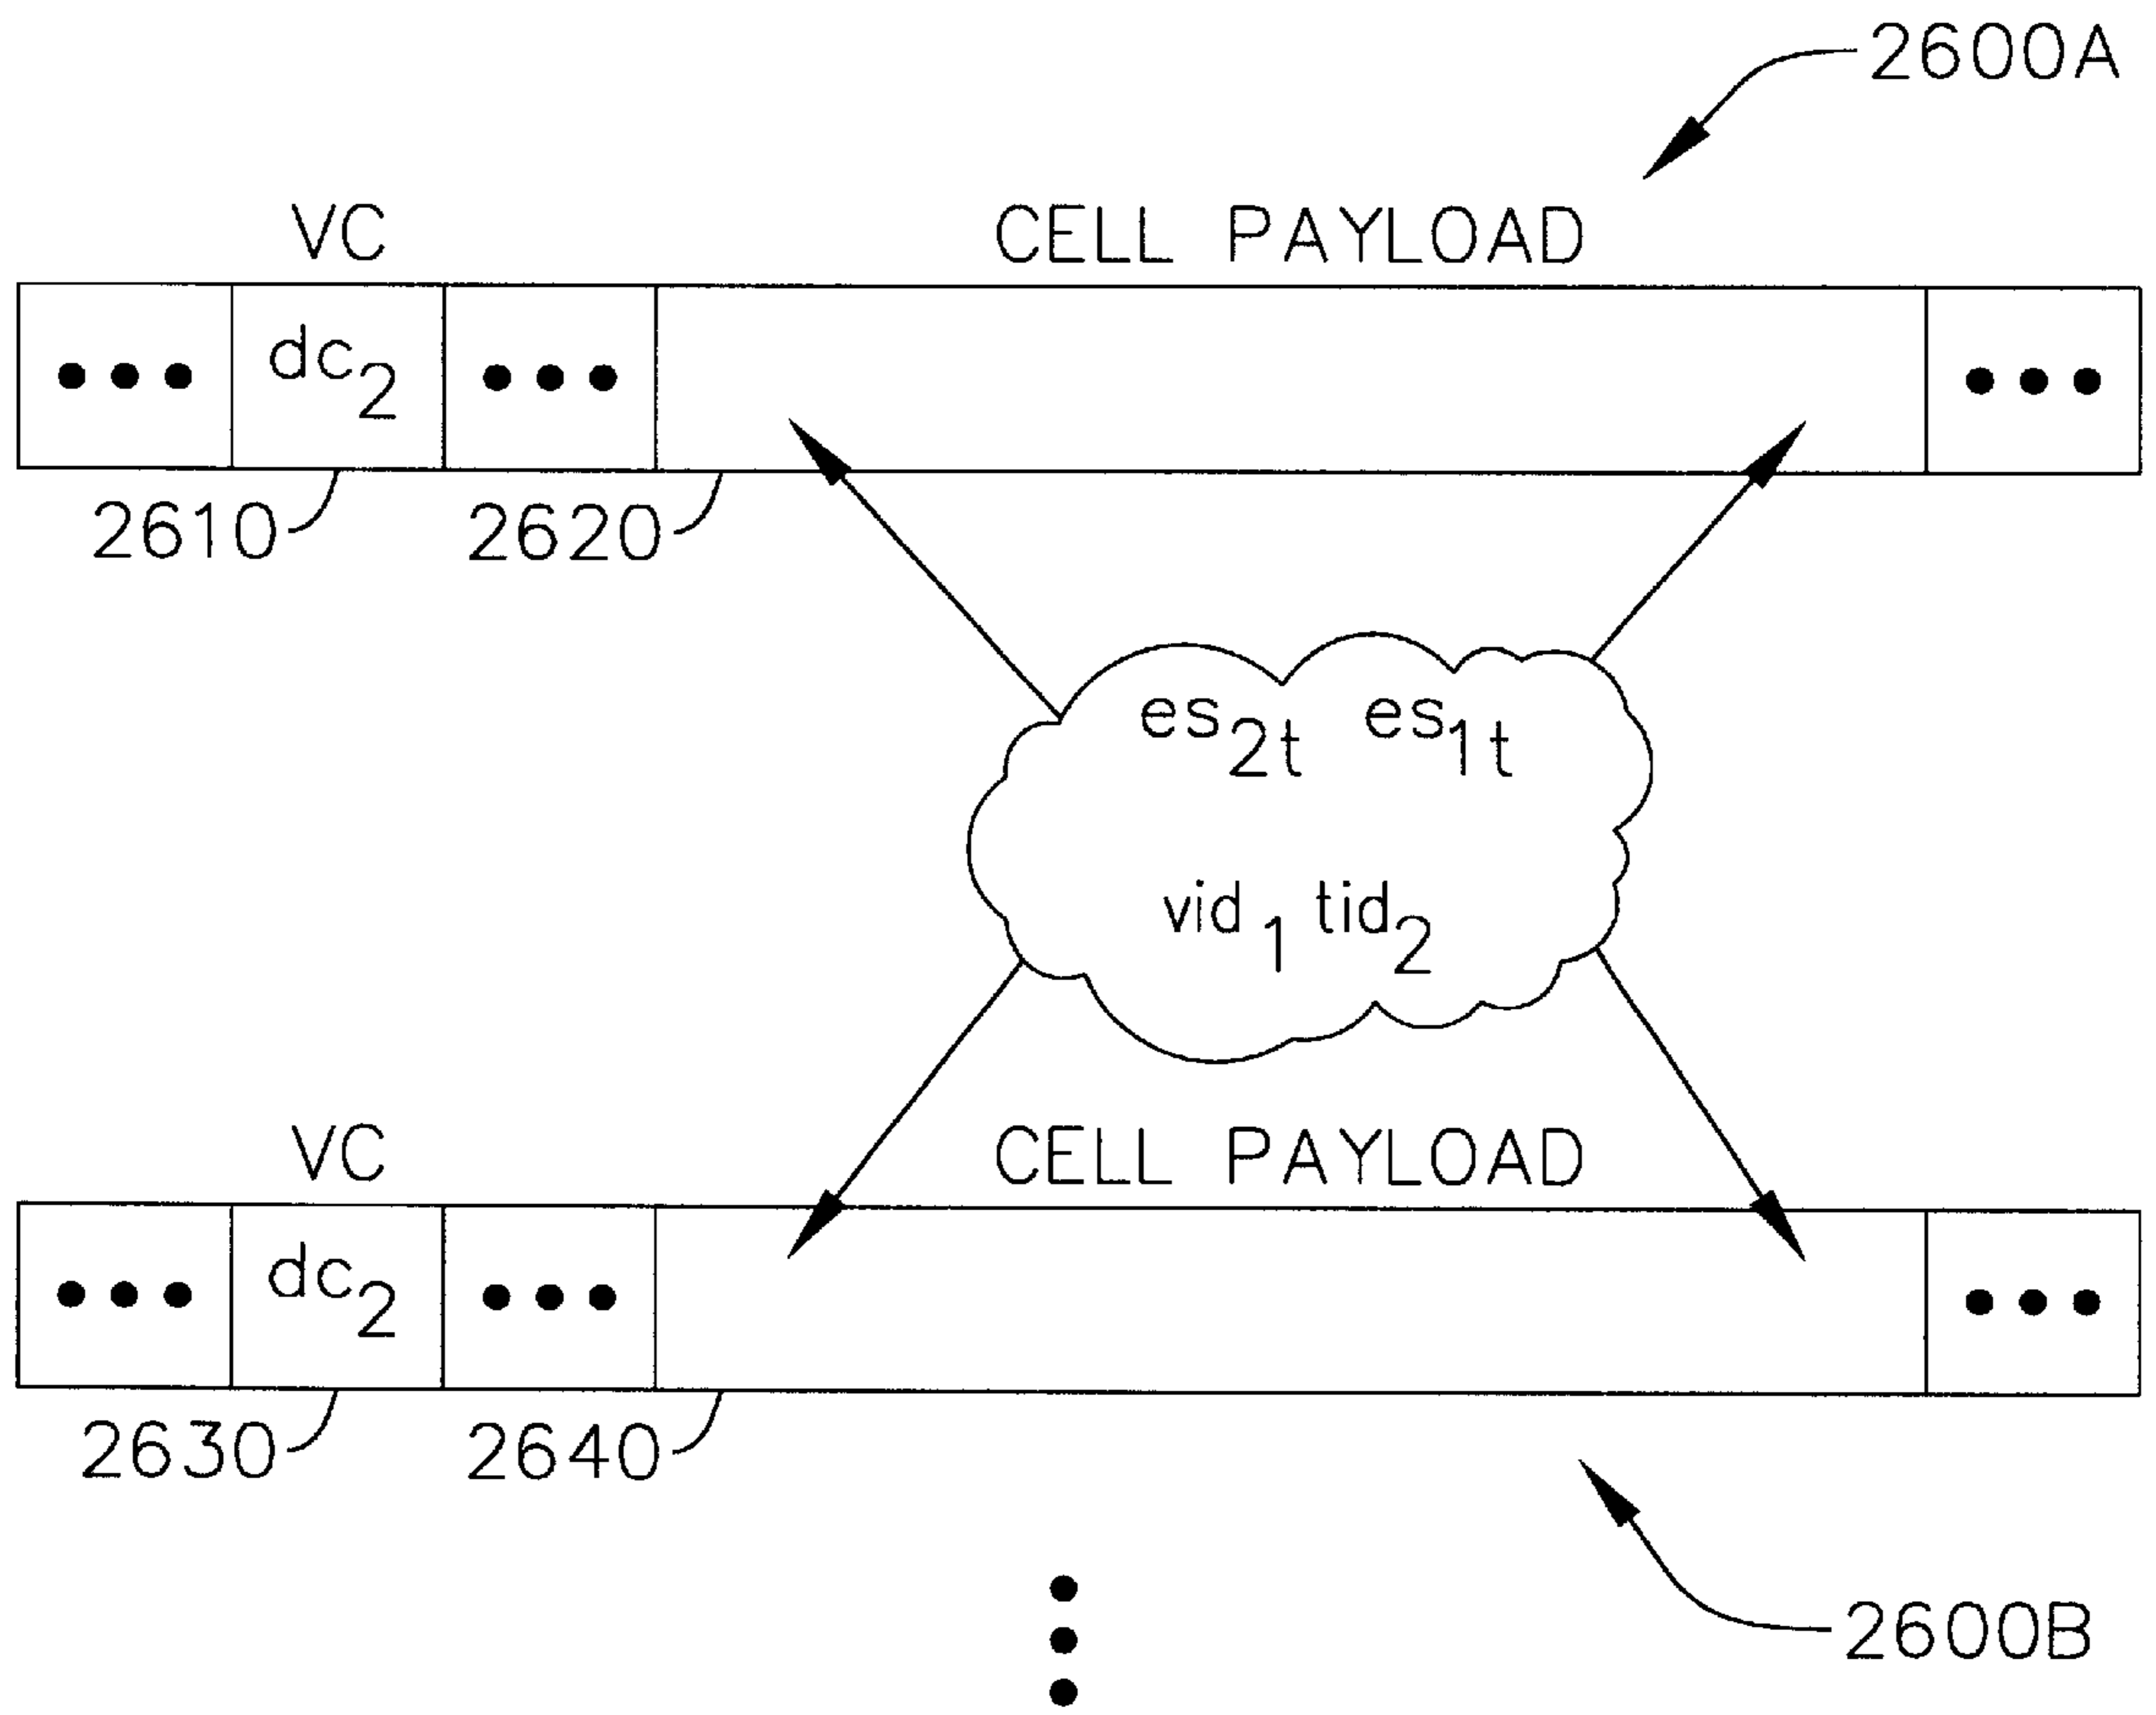 2600A
VC CELL PAYLOAD
••• dc2 ••• •••
2610 2620
es2t es1t
vid1 tid2
VC CELL PAYLOAD
••• dc2 ••• •••
2630 2640
2600B